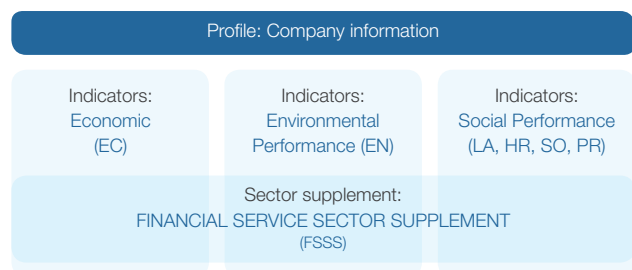 Profile: Company information
Indicators:
Economic
(EC)
Indicators:
Environmental
Performance (EN)
Indicators:
Social Performance
(LA, HR, SO, PR)
Sector supplement:
FINANCIAL SERVICE SECTOR SUPPLEMENT
(FSSS)